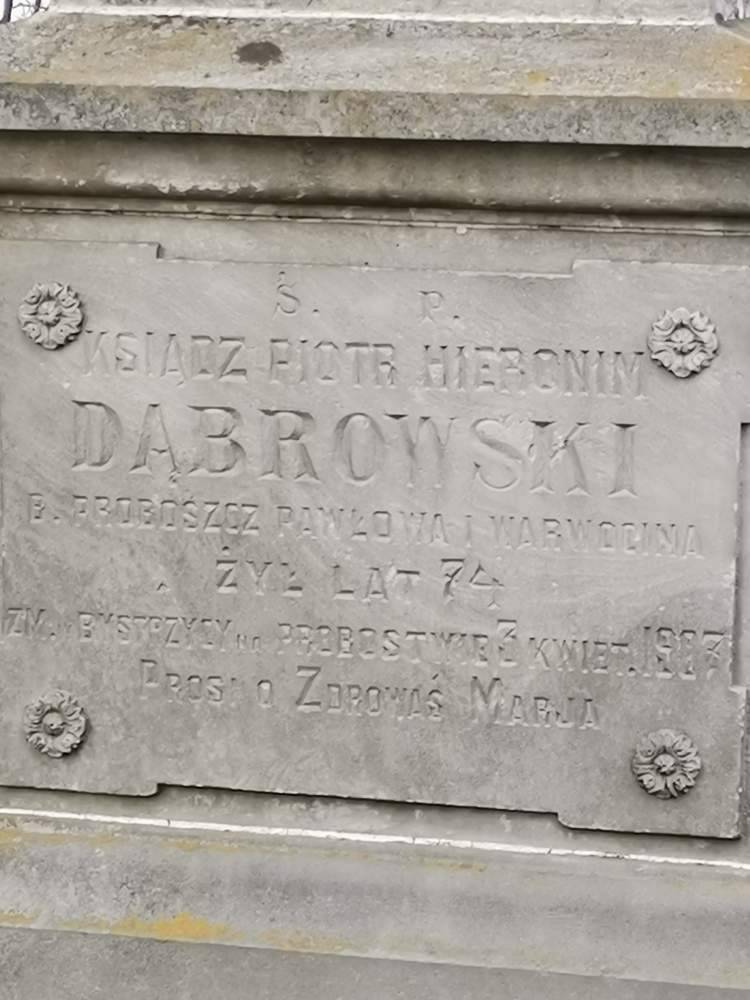 Ś. P.
KSIĄDZ PIOTR HIERONIM
DĄBROWSKI
B. PROBOSZCZ PAWŁOWA I WARWOCINA
ŻYŁ LAT 74
ZM. W BYSTRZYCY NA PROBOSTWIE 3 KWIET.
PROSI O ZDROWAŚ MARJA